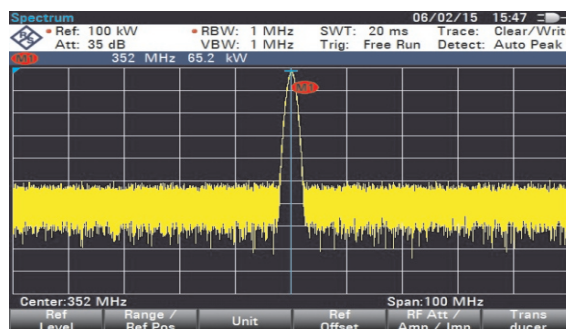 Spectrum 06/02/15 15:47
Ref: 100 kW RBW: 1 MHz SWT: 20 ms Trace: Clear/Writ
Att: 35 dB VBW: 1 MHz Trig: Free Run Detect: Auto Peak
M1 352 MHz 65.2 kW
M1
Center:352 MHz Span:100 MHz
Ref Level Range / Ref Pos Unit Ref Offset RF Att / Amp / Imp Trans ducer